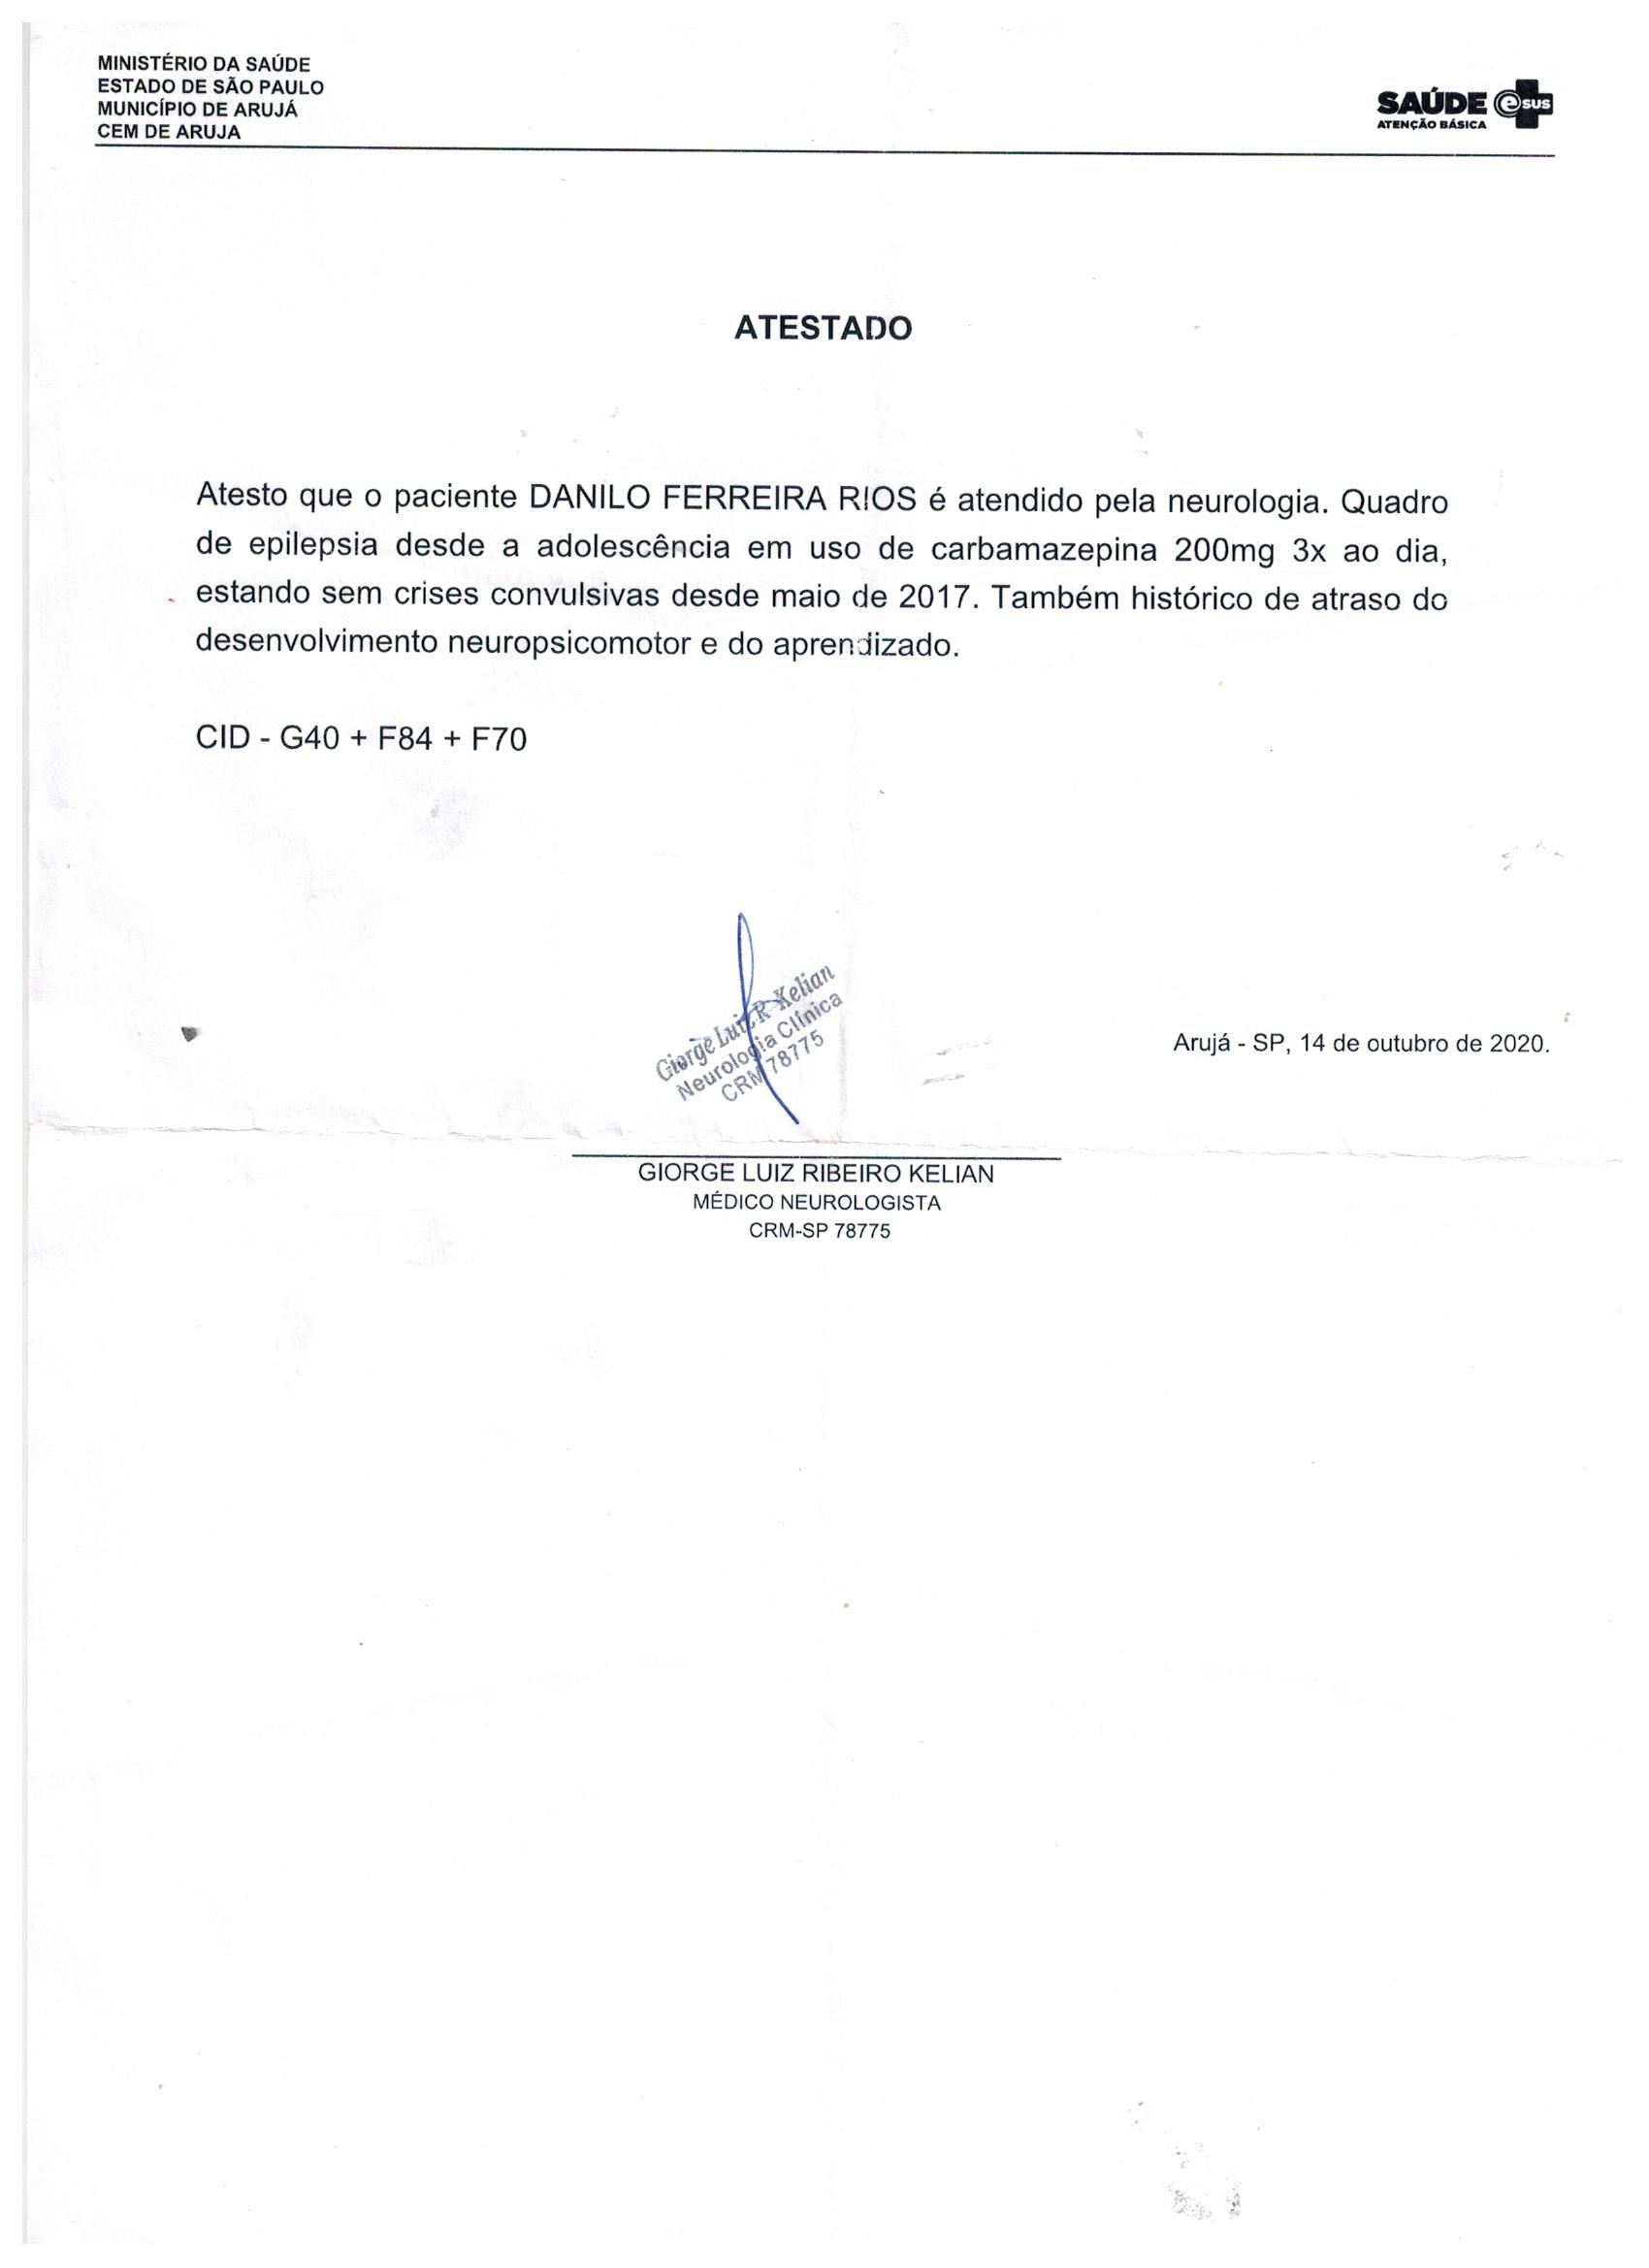 MINISTÉRIO DA SAÚDE
ESTADO DE SÃO PAULO
MUNICÍPIO DE ARUJÁ
CEM DE ARUJA
SAÚDE e SUS
ATENÇÃO BÁSICA
ATESTADO
Atesto que o paciente DANILO FERREIRA RIOS é atendido pela neurologia. Quadro
de epilepsia desde a adolescência em uso de carbamazepina 200mg 3x ao dia,
estando sem crises convulsivas desde maio de 2017. Também histórico de atraso do
desenvolvimento neuropsicomotor e do aprendizado.
CID - G40 + F84 + F70
Giorge Luiz R Kelian
Neurologia Clínica
CRM 78775
Arujá - SP, 14 de outubro de 2020.
GIORGE LUIZ RIBEIRO KELIAN
MÉDICO NEUROLOGISTA
CRM-SP 78775